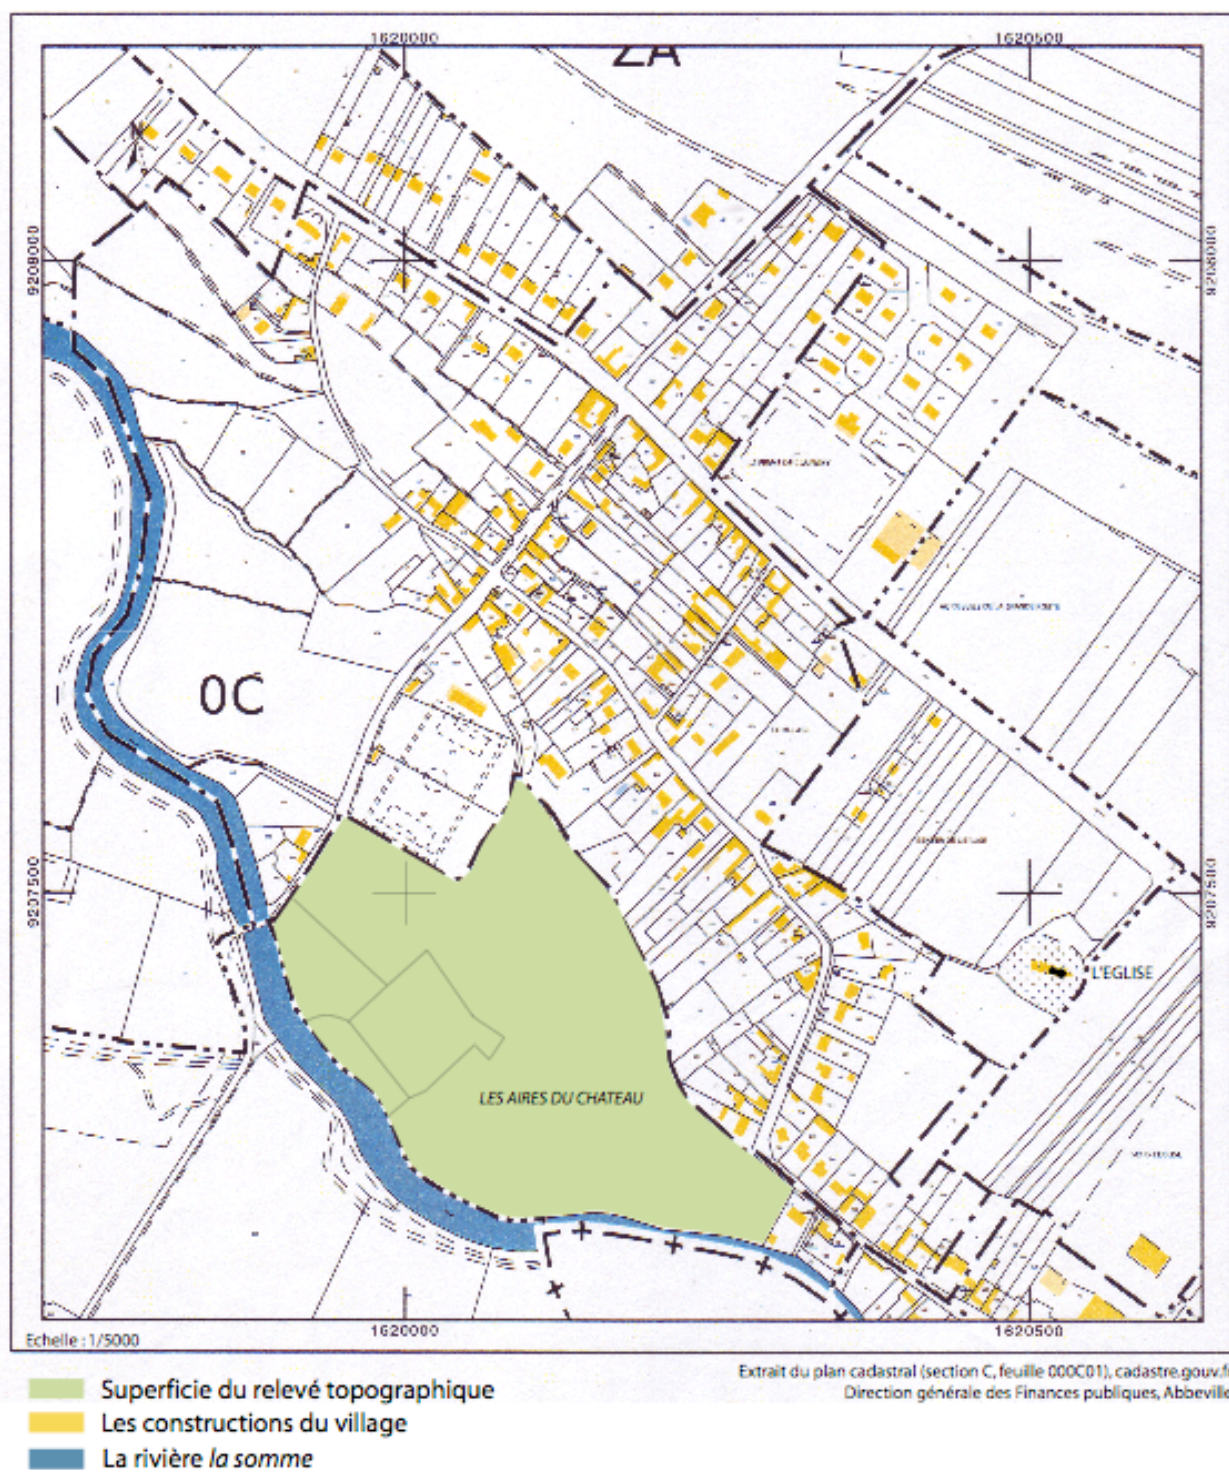 1620000
1620500
ZA
9208000
9208000
0C
9207500
9207500
L'EGLISE
LES AIRES DU CHATEAU
1620000
1620500
Echelle : 1/5000
Extrait du plan cadastral (section C, feuille 000C01), cadastre.gouv.f
Direction générale des Finances publiques, Abbeville
Superficie du relevé topographique
Les constructions du village
La rivière la somme